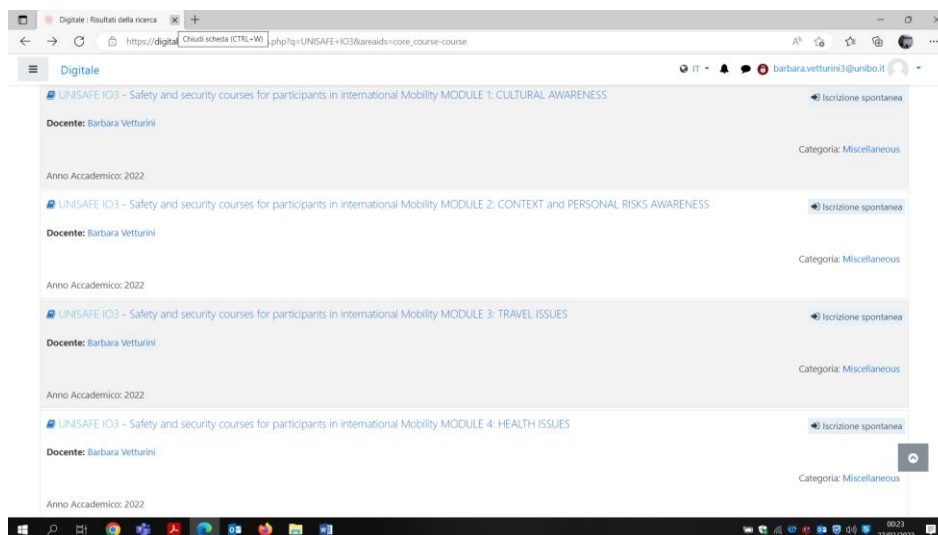 Digitale : Risultati della ricerca
Chiudi scheda (CTRL+W)
https://digital
.php?q=UNISAFE+IO3&areaids=core_course-course
Digitale
IT
barbara.vetturini3@unibo.it
UNISAFE IO3 - Safety and security courses for participants in international Mobility MODULE 1: CULTURAL AWARENESS
Iscrizione spontanea
Docente: Barbara Vetturini
Categoria: Miscellaneous
Anno Accademico: 2022
UNISAFE IO3 - Safety and security courses for participants in international Mobility MODULE 2: CONTEXT and PERSONAL RISKS AWARENESS
Iscrizione spontanea
Docente: Barbara Vetturini
Categoria: Miscellaneous
Anno Accademico: 2022
UNISAFE IO3 - Safety and security courses for participants in international Mobility MODULE 3: TRAVEL ISSUES
Iscrizione spontanea
Docente: Barbara Vetturini
Categoria: Miscellaneous
Anno Accademico: 2022
UNISAFE IO3 - Safety and security courses for participants in international Mobility MODULE 4: HEALTH ISSUES
Iscrizione spontanea
Docente: Barbara Vetturini
Categoria: Miscellaneous
Anno Accademico: 2022
00:23